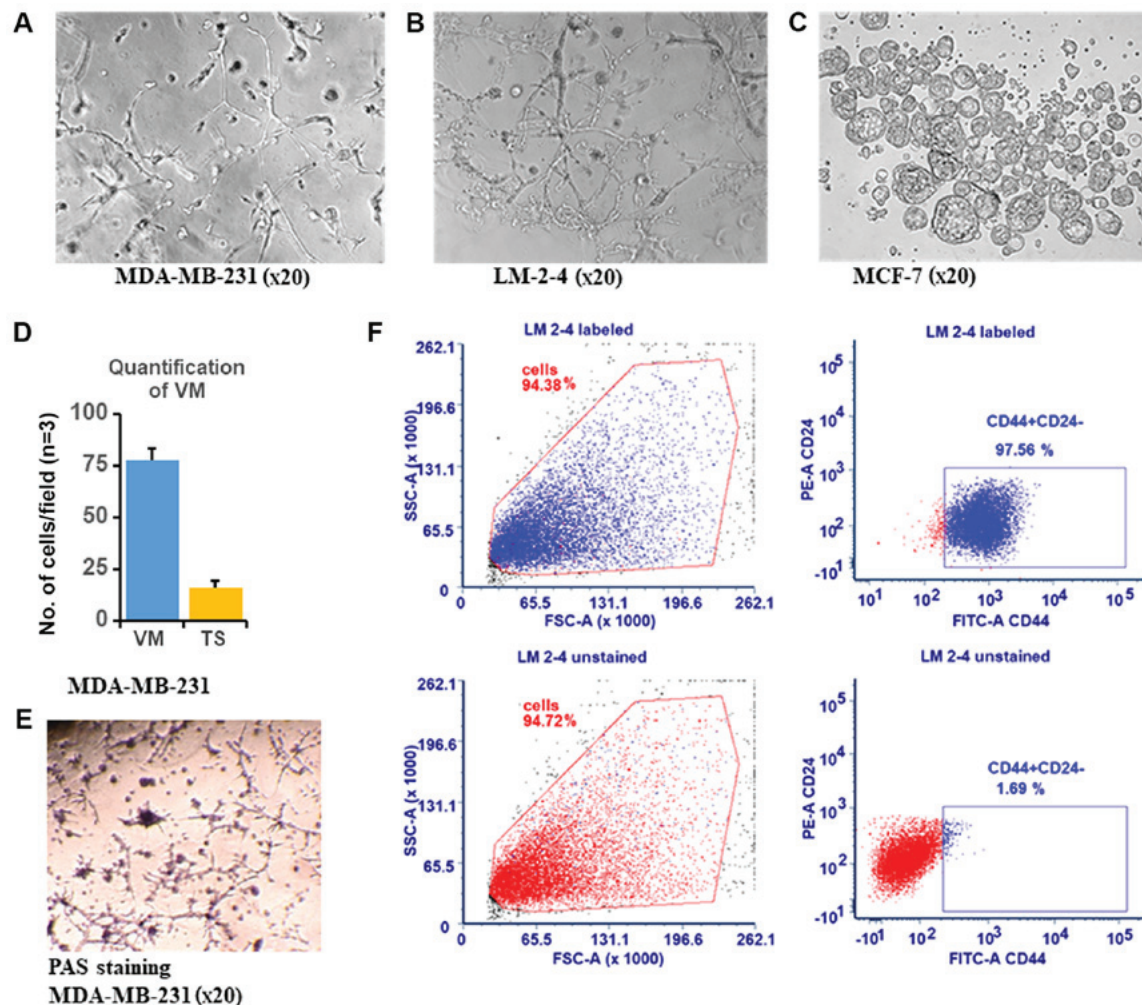 A
B
C
MDA-MB-231 (x20)
LM-2-4 (x20)
MCF-7 (x20)
D
Quantification
of VM
No. of cells/field (n=3)
100
75
50
25
0
VM
TS
MDA-MB-231
E
PAS staining
MDA-MB-231 (x20)
F
LM 2-4 labeled
cells
94.38 %
SSC-A (x 1000)
262.1
196.6
131.1
65.5
0
0
65.5
131.1
196.6
262.1
FSC-A (x 1000)
LM 2-4 labeled
CD44+CD24-
97.56 %
PE-A CD24
10⁵
10⁴
10³
10²
-10¹
10¹
10²
10³
10⁴
10⁵
FITC-A CD44
LM 2-4 unstained
cells
94.72%
SSC-A (x 1000)
262.1
196.6
131.1
65.5
0
0
65.5
131.1
196.6
262.1
FSC-A (x 1000)
LM 2-4 unstained
CD44+CD24-
1.69 %
PE-A CD24
10⁵
10⁴
10³
10²
-10¹
-10¹
10²
10³
10⁴
10⁵
FITC-A CD44